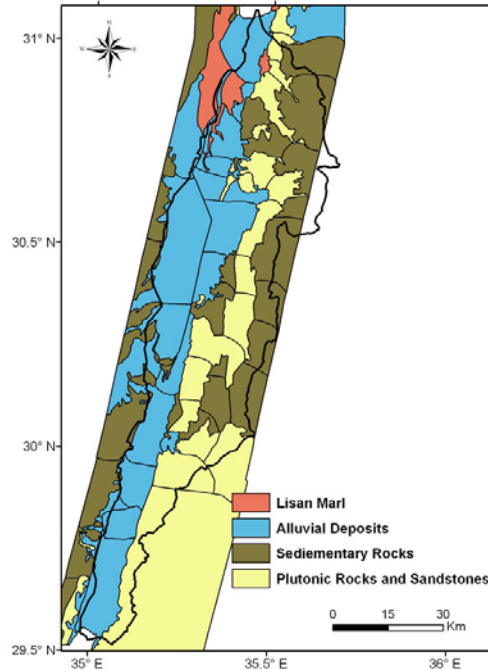 31° N
N
W
E
S
30.5° N
30° N
Lisan Marl
Alluvial Deposits
Sediementary Rocks
Plutonic Rocks and Sandstones
0 15 30
Km
29.5° N
35° E
35.5° E
36° E